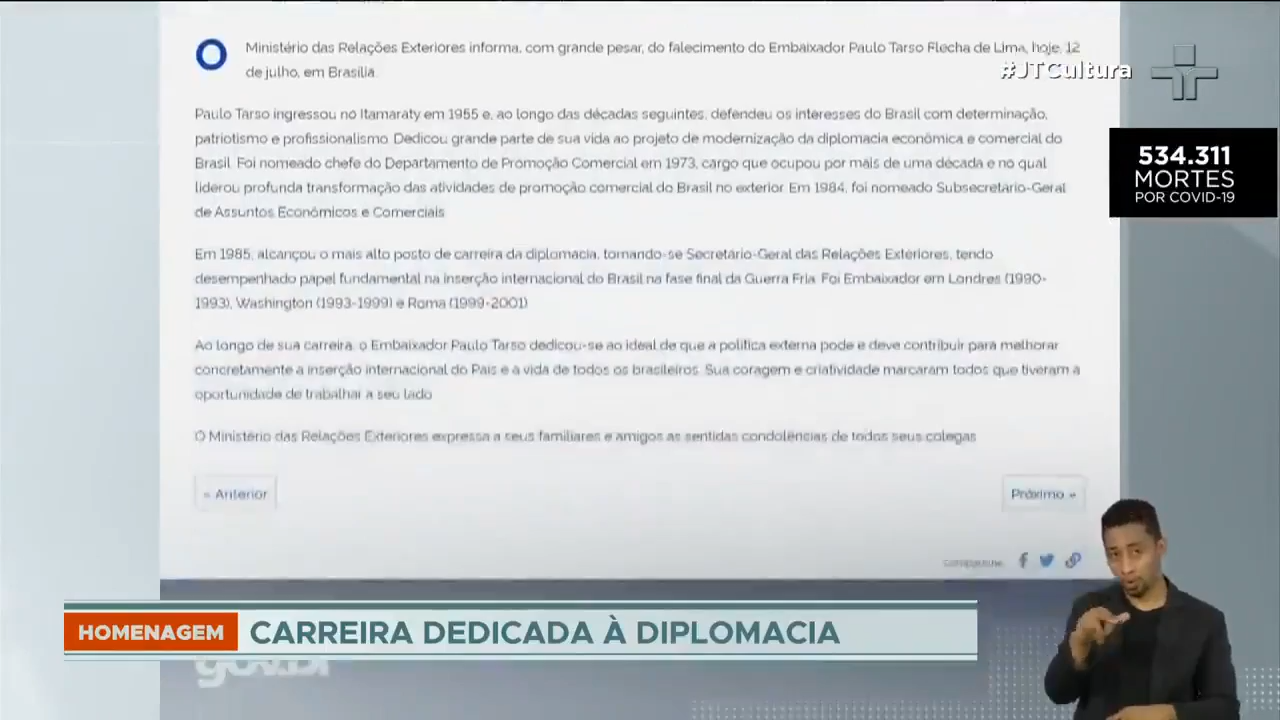 O Ministério das Relações Exteriores informa, com grande pesar, do falecimento do Embaixador Paulo Tarso Flecha de Lima, hoje, 12
de julho, em Brasília.
#JTCultura
Paulo Tarso ingressou no Itamaraty em 1955 e, ao longo das décadas seguintes, defendeu os interesses do Brasil com determinação,
patriotismo e profissionalismo. Dedicou grande parte de sua vida ao projeto de modernização da diplomacia econômica e comercial do
Brasil. Foi nomeado chefe do Departamento de Promoção Comercial em 1973, cargo que ocupou por mais de uma década e no qual
liderou profunda transformação das atividades de promoção comercial do Brasil no exterior. Em 1984, foi nomeado Subsecretário-Geral
de Assuntos Econômicos e Comerciais.
534.311
MORTES
POR COVID-19
Em 1985, alcançou o mais alto posto de carreira da diplomacia, tornando-se Secretário-Geral das Relações Exteriores, tendo
desempenhado papel fundamental na inserção internacional do Brasil na fase final da Guerra Fria. Foi Embaixador em Londres (1990-
1993), Washington (1993-1999) e Roma (1999-2001).
Ao longo de sua carreira, o Embaixador Paulo Tarso dedicou-se ao ideal de que a política externa pode e deve contribuir para melhorar
concretamente a inserção internacional do País e a vida de todos os brasileiros. Sua coragem e criatividade marcaram todos que tiveram a
oportunidade de trabalhar a seu lado.
O Ministério das Relações Exteriores expressa a seus familiares e amigos as sentidas condolências de todos seus colegas.
« Anterior
Próximo »
Compartilhe:
HOMENAGEM
CARREIRA DEDICADA À DIPLOMACIA
gov.br